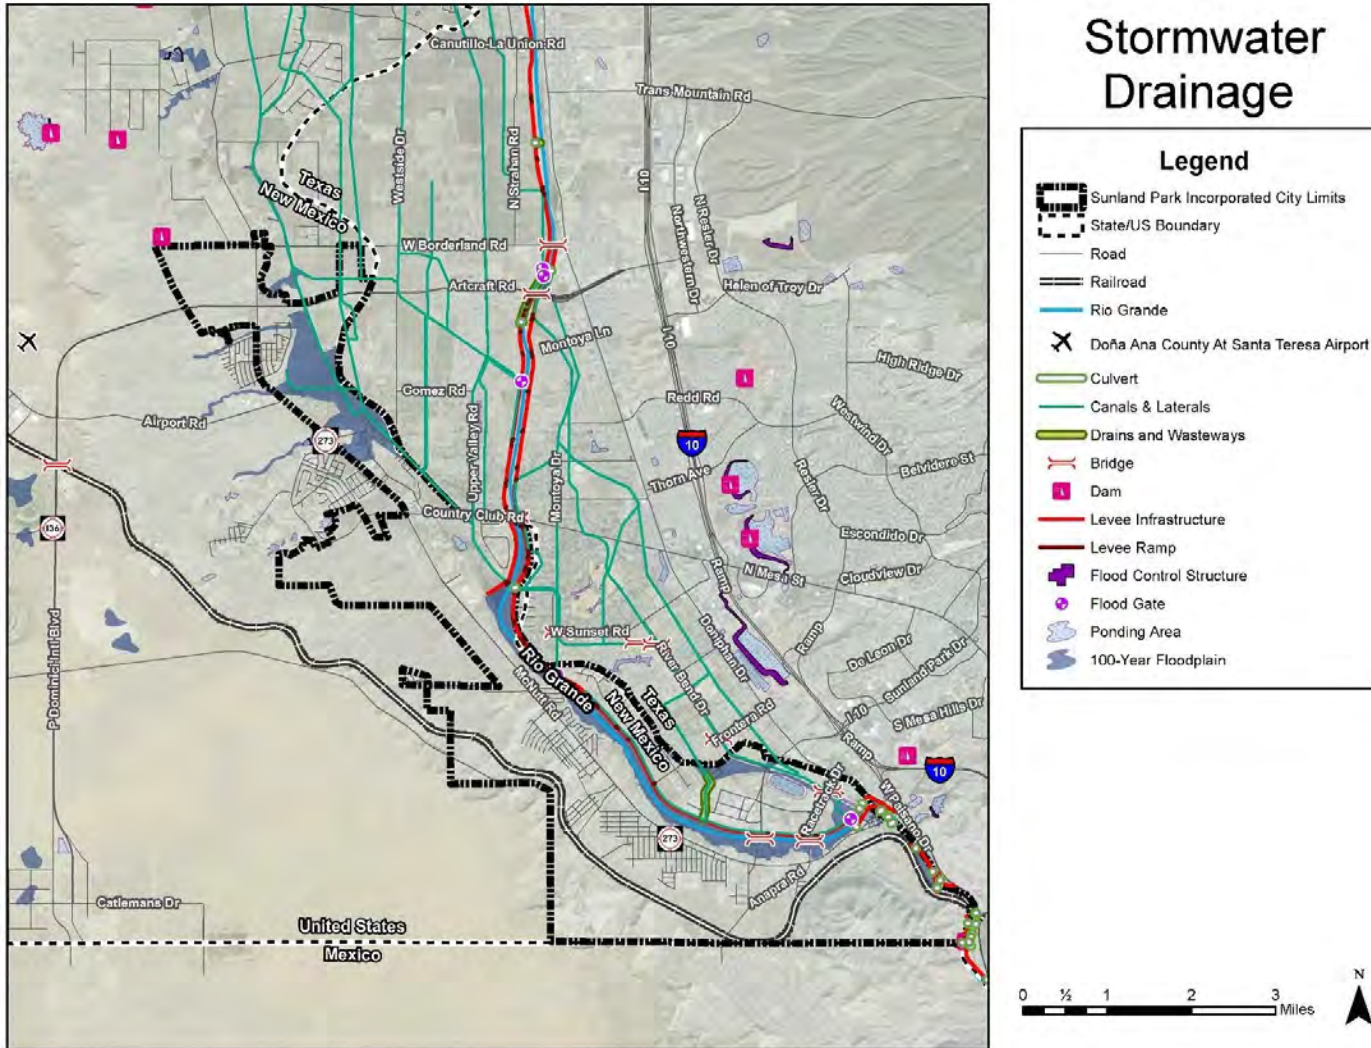 Stormwater
Drainage
Legend
Sunland Park Incorporated City Limits
State/US Boundary
Road
Railroad
Rio Grande
Doña Ana County At Santa Teresa Airport
Culvert
Canals & Laterals
Drains and Wasteways
Bridge
Dam
Levee Infrastructure
Levee Ramp
Flood Control Structure
Flood Gate
Ponding Area
100-Year Floodplain
0 ½ 1 2 3 Miles
N
Canutillo-La Union Rd
Trans Mountain Rd
Westside Dr
N Strahan Rd
I 10
Texas
New Mexico
N Resler Dr
Northwestern Dr
W Borderland Rd
Artcraft Rd
Helen of Troy Dr
Montoya Ln
I 10
High Ridge Dr
Gomez Rd
Redd Rd
Airport Rd
273
Upper Valley Rd
10
Westwind Dr
Belvidere St
Montoya Dr
Thorn Ave
Resler Dr
136
Country Club Rd
Escondido Dr
Ramp
N Mesa St
Cloudview Dr
W Sunset Rd
Doniphan Dr
Ramp
De Leon Dr
Sunland Park Dr
P Dominici Intl Blvd
Rio Grande
McNutt Rd
River Bend Dr
Texas
New Mexico
Frontera Rd
I 10
S Mesa Hills Dr
Ramp
10
Racetrack Dr
W Paisano Dr
273
Anapra Rd
Catlemans Dr
United States
Mexico